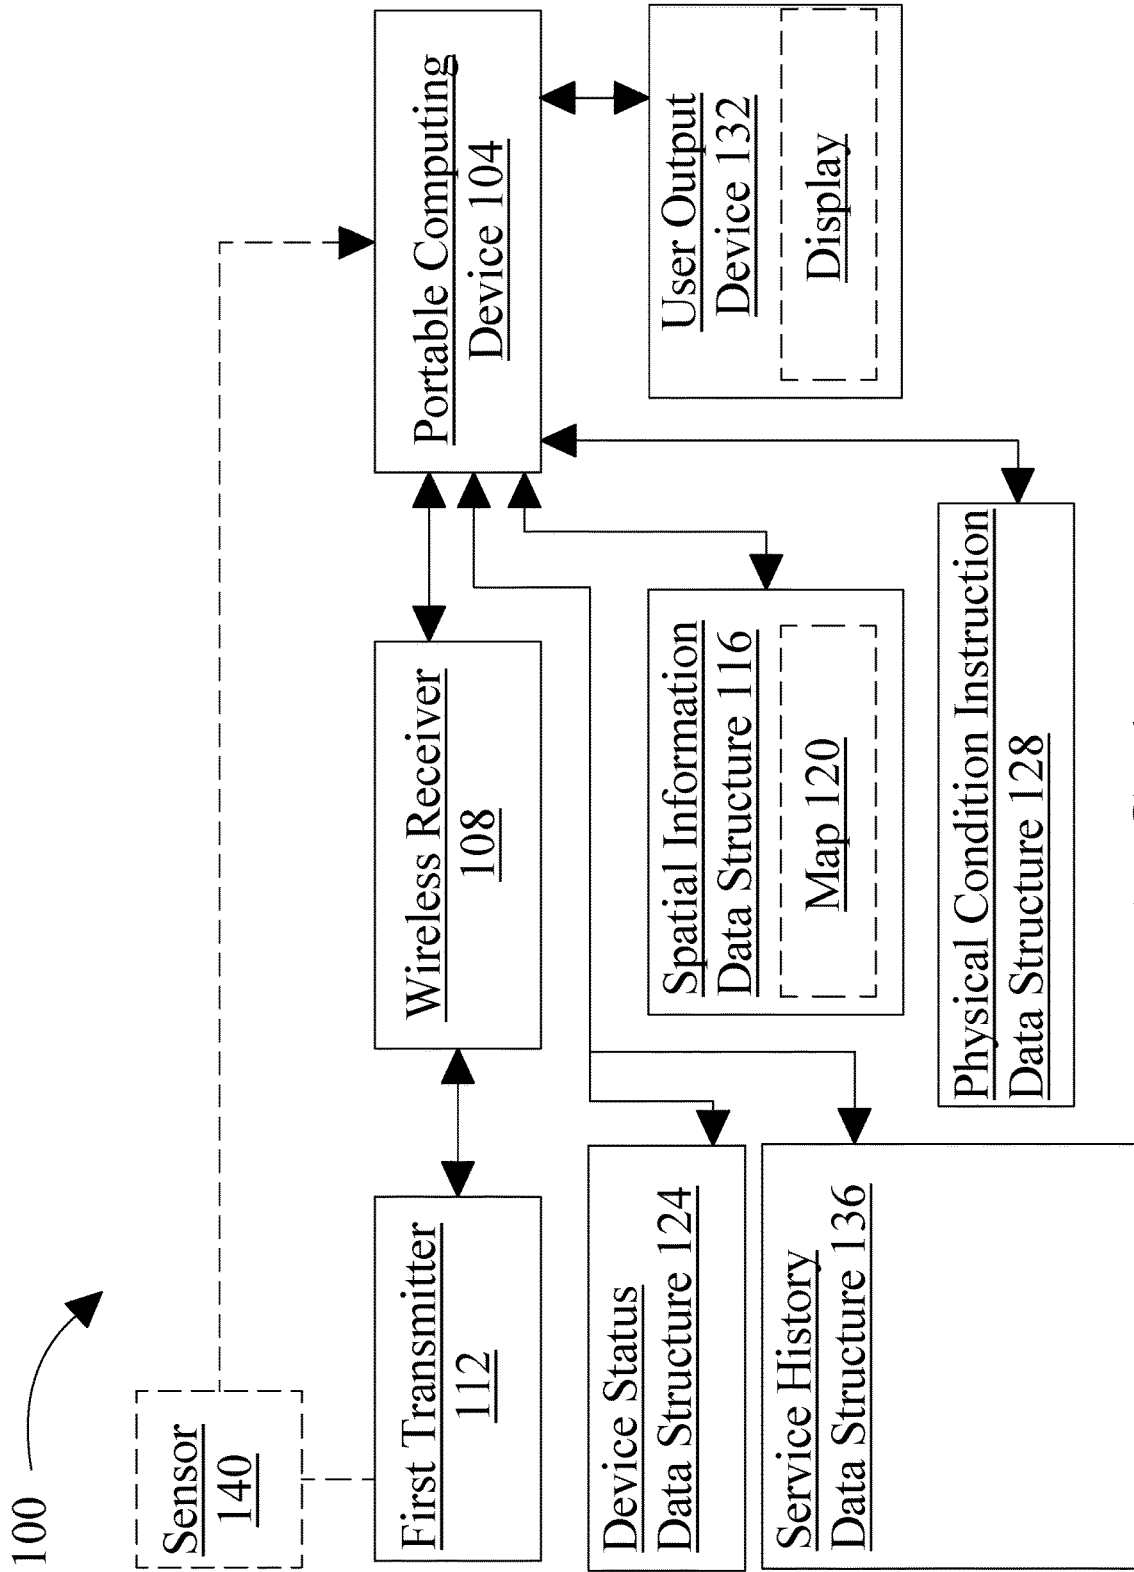 100
Sensor
140
First Transmitter
112
Wireless Receiver
108
Portable Computing
Device 104
Device Status
Data Structure 124
Spatial Information
Data Structure 116
Map 120
User Output
Device 132
Display
Service History
Data Structure 136
Physical Condition Instruction
Data Structure 128